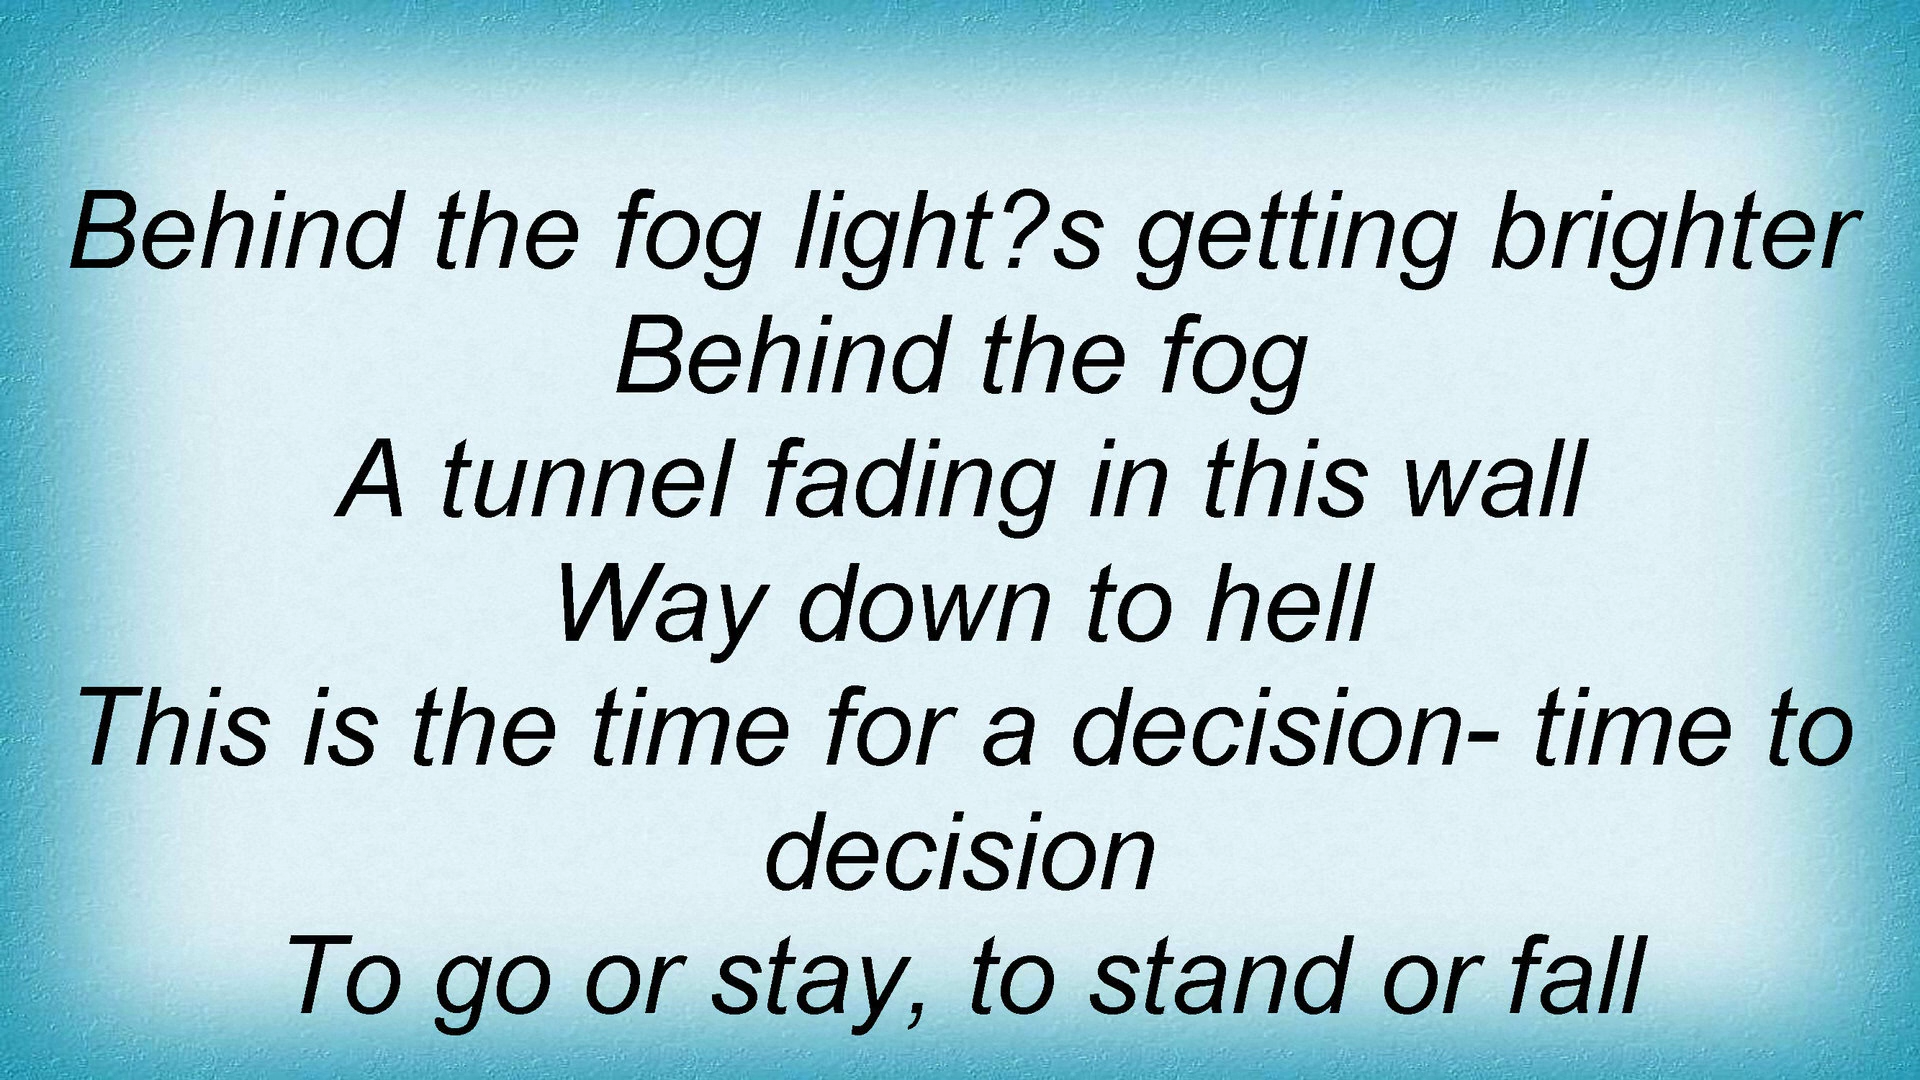 Behind the fog light?s getting brighter
Behind the fog
A tunnel fading in this wall
Way down to hell
This is the time for a decision- time to
decision
To go or stay, to stand or fall